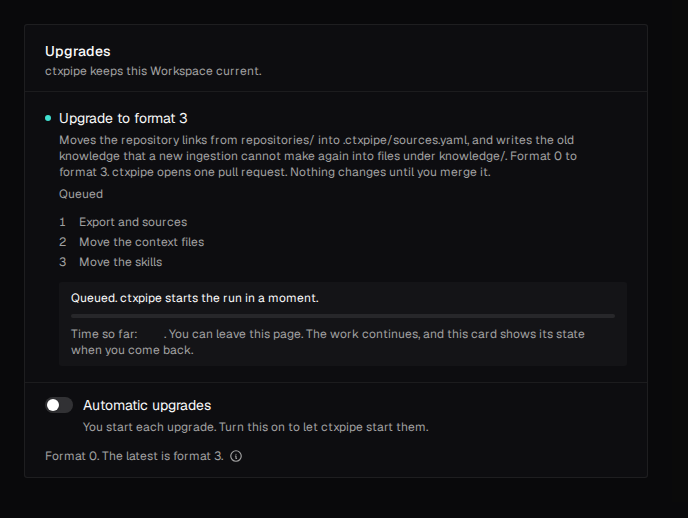 Upgrades
ctxpipe keeps this Workspace current.
Upgrade to format 3
Moves the repository links from repositories/ into .ctxpipe/sources.yaml, and writes the old
knowledge that a new ingestion cannot make again into files under knowledge/. Format 0 to
format 3. ctxpipe opens one pull request. Nothing changes until you merge it.
Queued
1 Export and sources
2 Move the context files
3 Move the skills
Queued. ctxpipe starts the run in a moment.
Time so far: . You can leave this page. The work continues, and this card shows its state
when you come back.
Automatic upgrades
You start each upgrade. Turn this on to let ctxpipe start them.
Format 0. The latest is format 3.